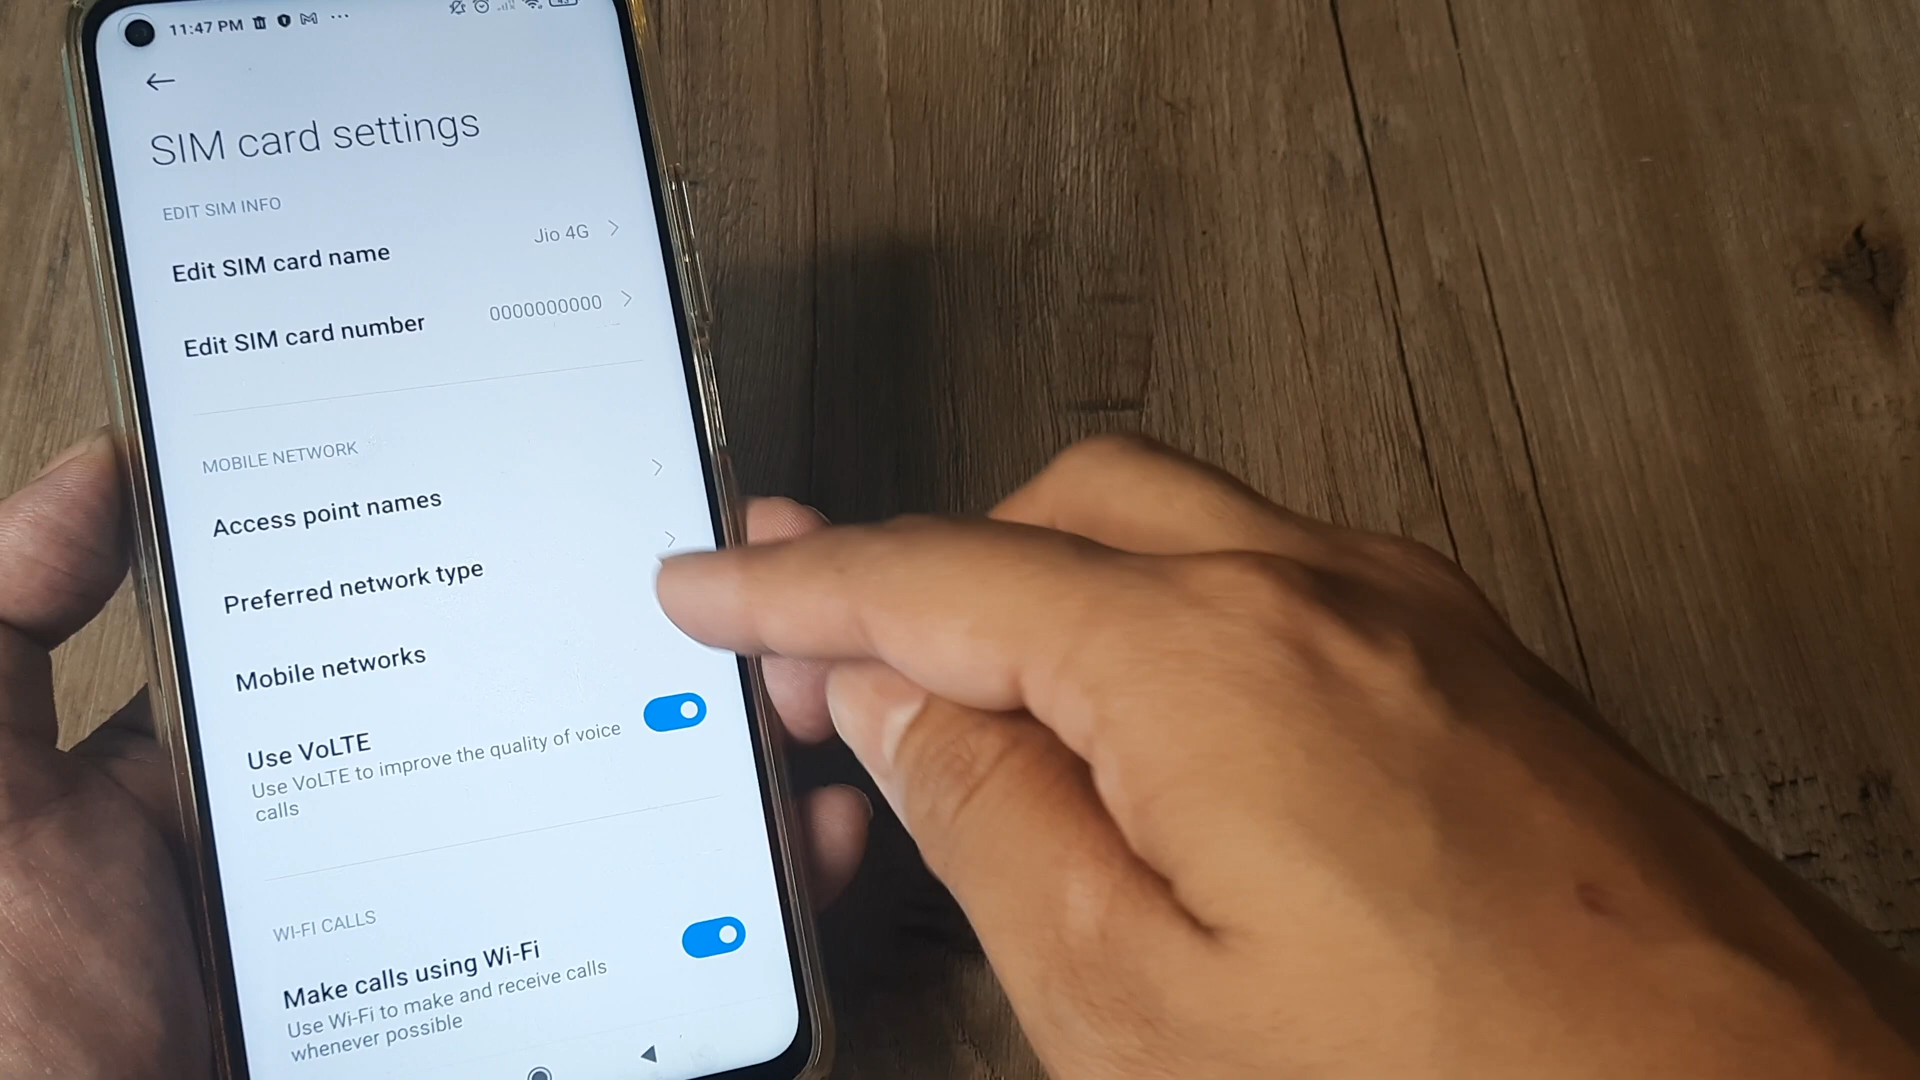 11:47 PM
SIM card settings
EDIT SIM INFO
Edit SIM card name
Jio 4G
Edit SIM card number
0000000000
MOBILE NETWORK
Access point names
Preferred network type
Mobile networks
Use VoLTE
Use VoLTE to improve the quality of voice
calls
WI-FI CALLS
Make calls using Wi-Fi
Use Wi-Fi to make and receive calls
whenever possible